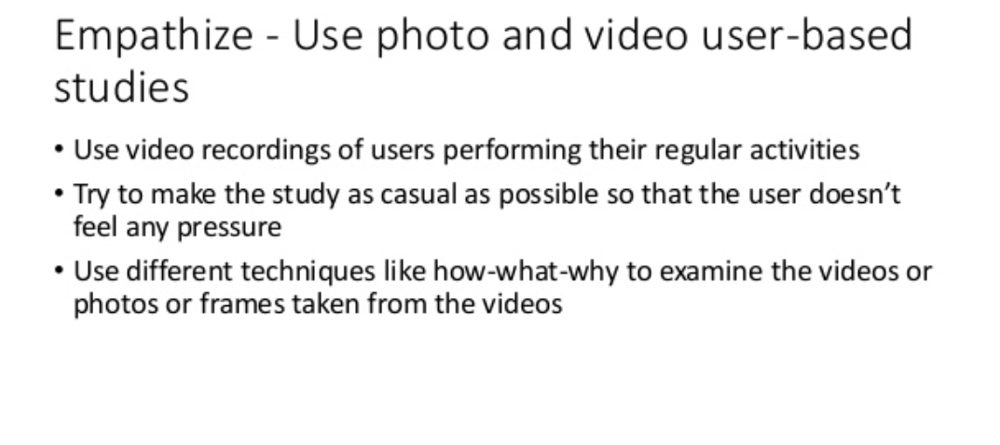 Empathize - Use photo and video user-based
studies
• Use video recordings of users performing their regular activities
• Try to make the study as casual as possible so that the user doesn’t
feel any pressure
• Use different techniques like how-what-why to examine the videos or
photos or frames taken from the videos